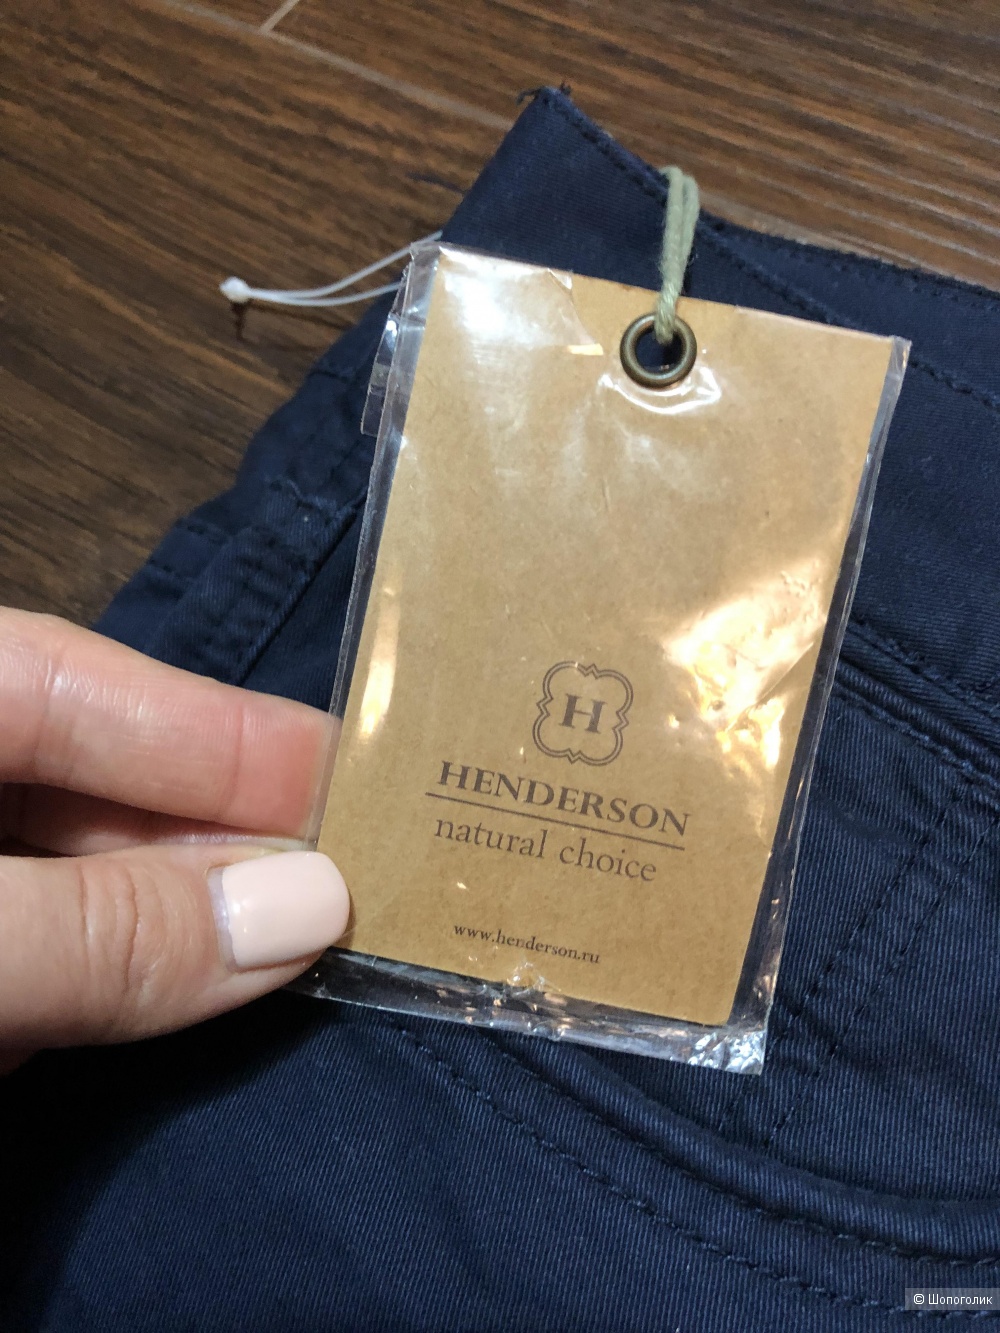 H
HENDERSON
natural choice
www.henderson.ru
© Шопоголик